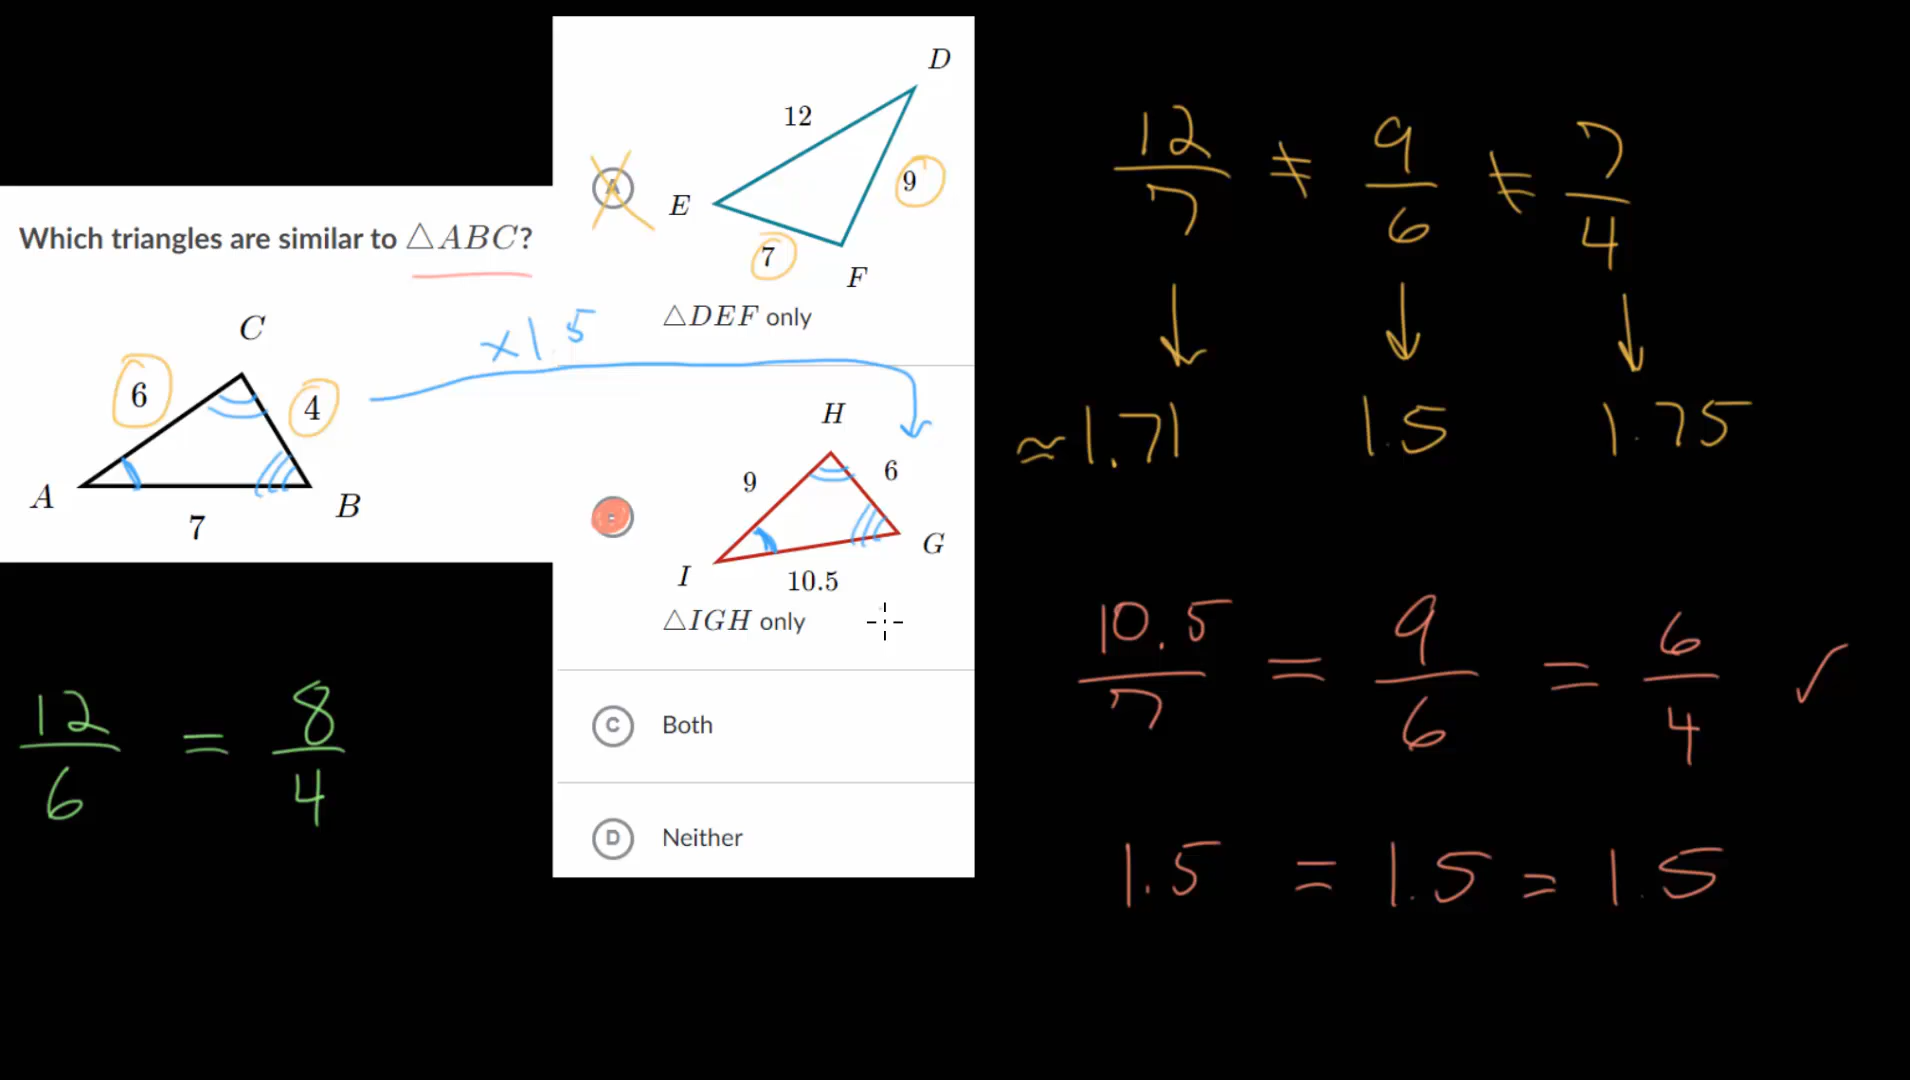 Which triangles are similar to △ABC?
C
6
4
A
B
7
D
12
A
E
9
7
F
△DEF only
×1.5
H
9
6
G
I
10.5
△IGH only
C Both
D Neither
12/6 = 8/4
12/7 ≠ 9/6 ≠ 7/4
≈1.71 1.5 1.75
10.5/7 = 9/6 = 6/4 ✓
1.5 = 1.5 = 1.5